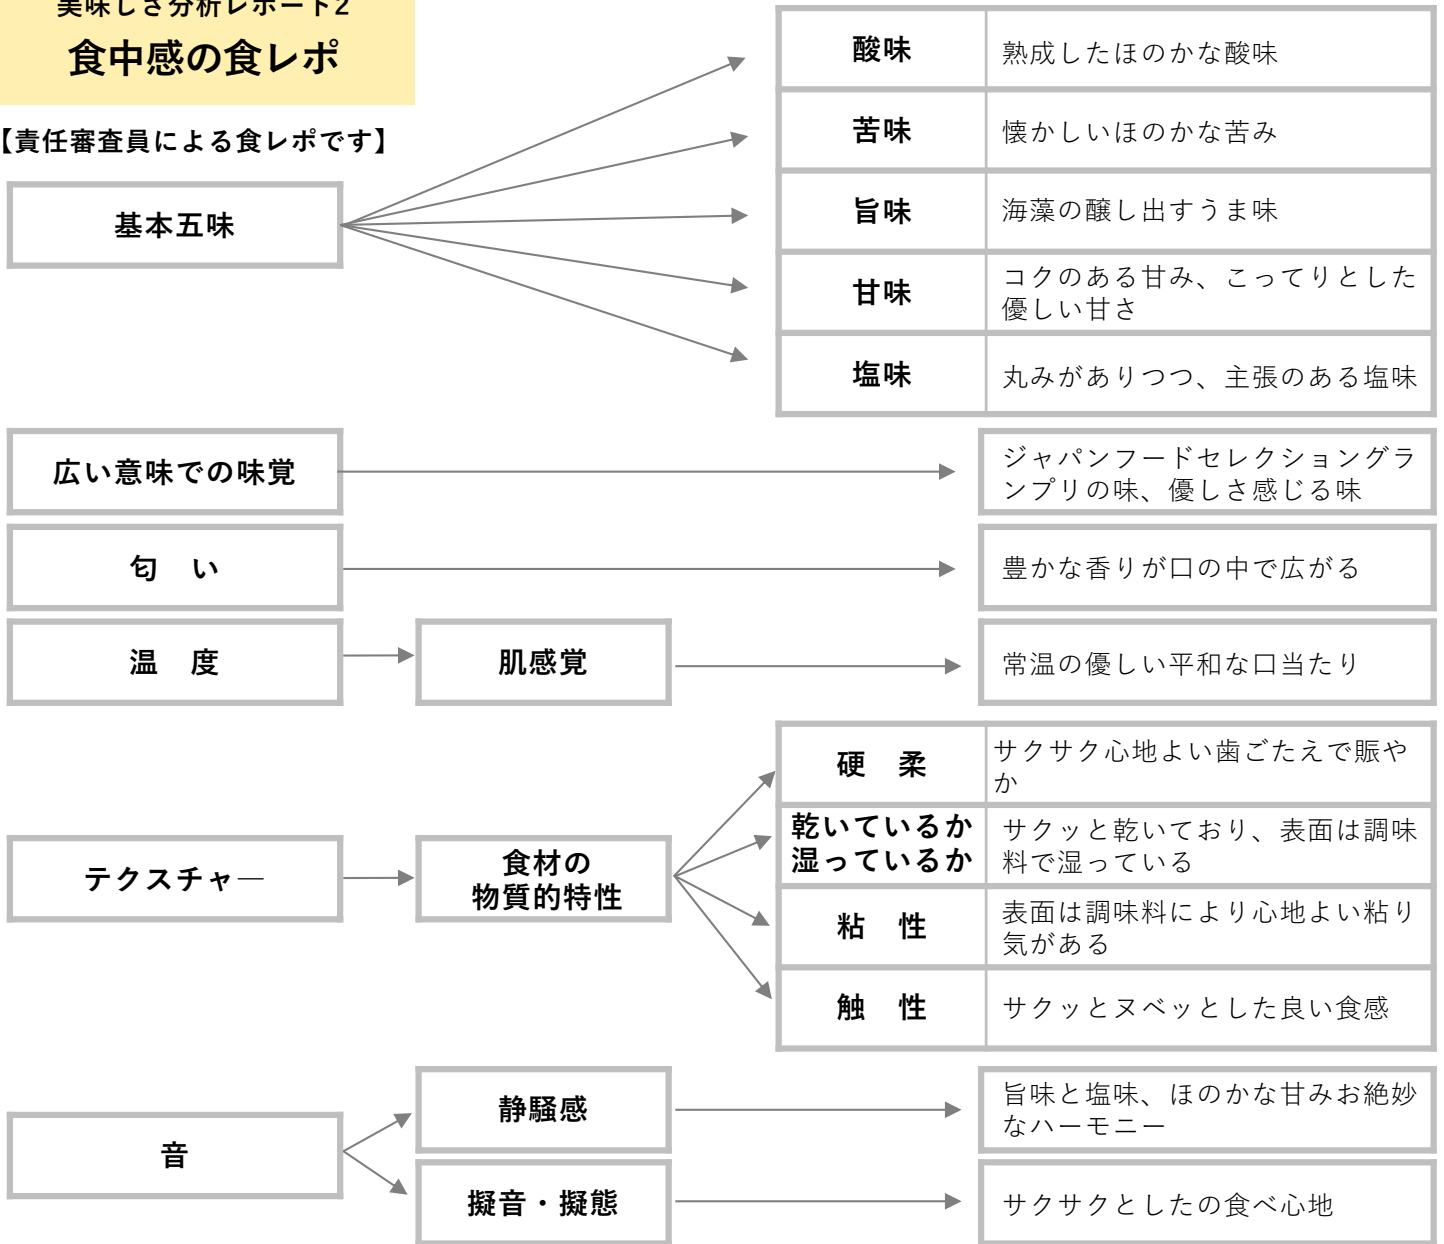 美味しさ分析レポート2
食中感の食レポ
【責任審査員による食レポです】
基本五味
酸味
熟成したほのかな酸味
苦味
懐かしいほのかな苦み
旨味
海藻の醸し出すうま味
甘味
コクのある甘み、こってりとした
優しい甘さ
塩味
丸みがありつつ、主張のある塩味
広い意味での味覚
ジャパンフードセレクショングラ
ンプリの味、優しさ感じる味
匂　い
豊かな香りが口の中で広がる
温　度
肌感覚
常温の優しい平和な口当たり
テクスチャ―
食材の
物質的特性
硬　柔
サクサク心地よい歯ごたえで賑や
か
乾いているか
湿っているか
サクッと乾いており、表面は調味
料で湿っている
粘　性
表面は調味料により心地よい粘り
気がある
触　性
サクッとヌベッとした良い食感
音
静騒感
旨味と塩味、ほのかな甘みお絶妙
なハーモニー
擬音・擬態
サクサクとしたの食べ心地